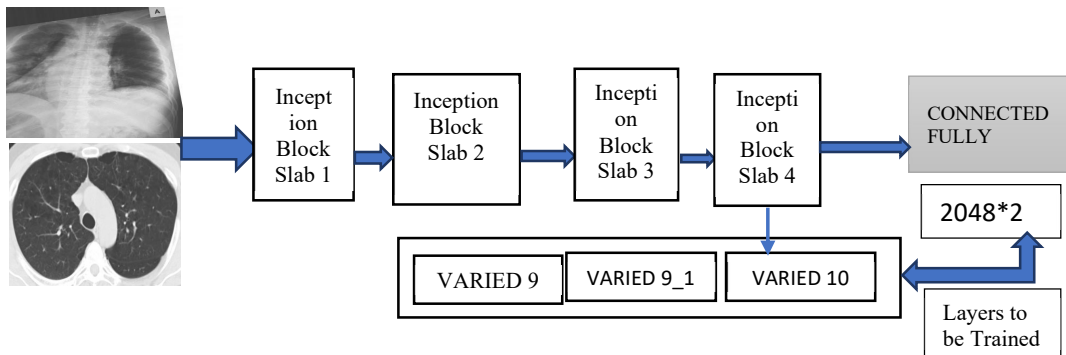 A
Incept
ion
Block
Slab 1
Inception
Block
Slab 2
Incepti
on
Block
Slab 3
Incepti
on
Block
Slab 4
CONNECTED
FULLY
2048*2
VARIED 9
VARIED 9_1
VARIED 10
Layers to
be Trained